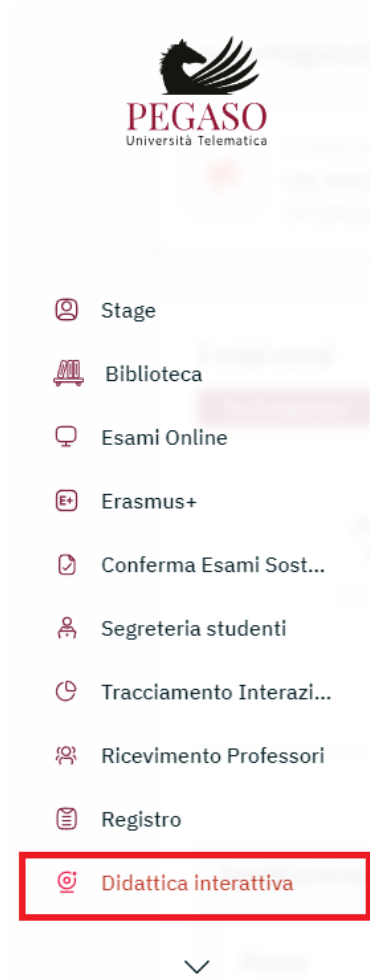 PEGASO
Università Telematica
Stage
Biblioteca
Esami Online
E+ Erasmus+
Conferma Esami Sost...
Segreteria studenti
Tracciamento Interazi...
Ricevimento Professori
Registro
Didattica interattiva